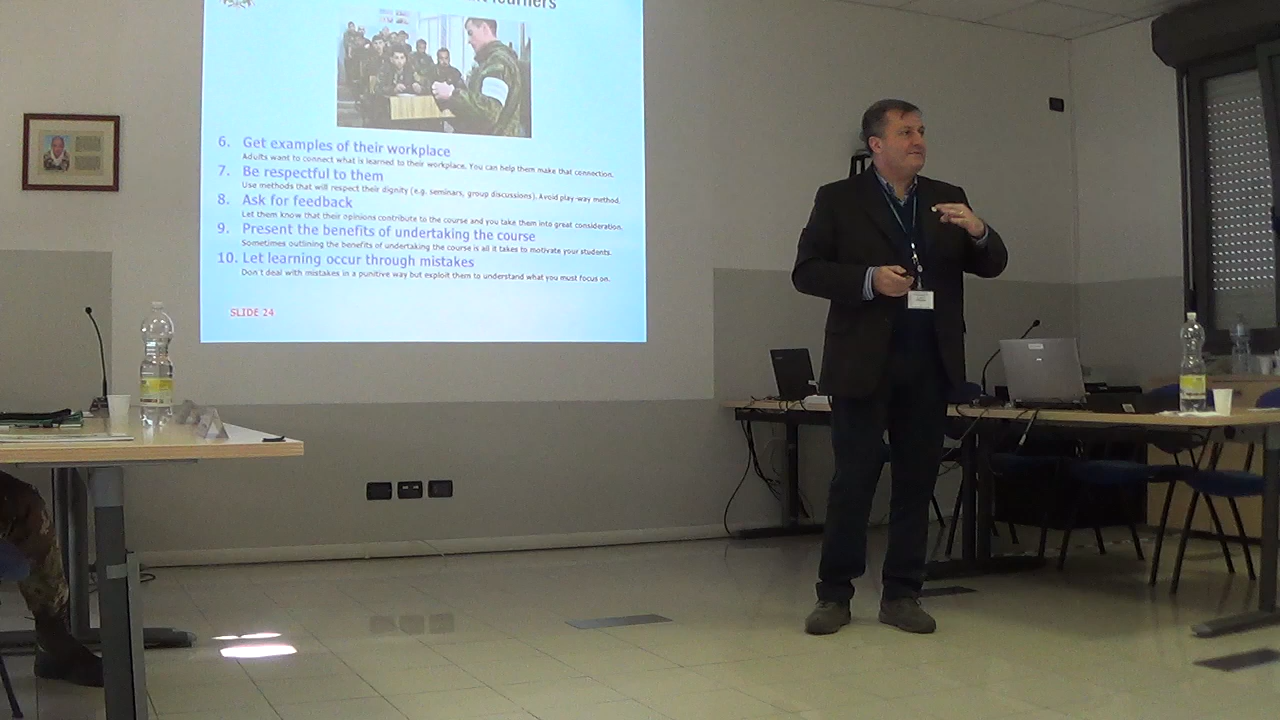 learners
6. Get examples of their workplace
Adults want to connect what is learned to their workplace. You can help them make that connection.
7. Be respectful to them
Use methods that will respect their dignity (e.g. seminars, group discussions). Avoid play-way method.
8. Ask for feedback
Let them know that their opinions contribute to the course and you take them into great consideration.
9. Present the benefits of undertaking the course
Sometimes outlining the benefits of undertaking the course is all it takes to motivate your students.
10. Let learning occur through mistakes
Don't deal with mistakes in a punitive way but exploit them to understand what you must focus on.
SLIDE 24